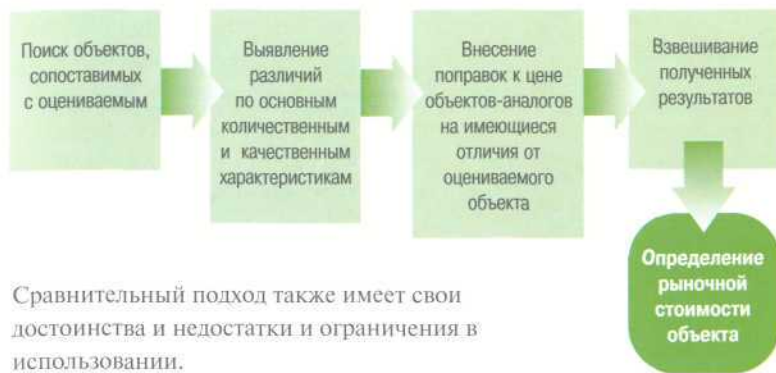 Поиск объектов,
сопоставимых
с оцениваемым
Выявление
различий
по основным
количественным
и качественным
характеристикам
Внесение
поправок к цене
объектов-аналогов
на имеющиеся
отличия от
оцениваемого
объекта
Взвешивание
полученных
результатов
Определение
рыночной
стоимости
объекта
Сравнительный подход также имеет свои
достоинства и недостатки и ограничения в
использовании.